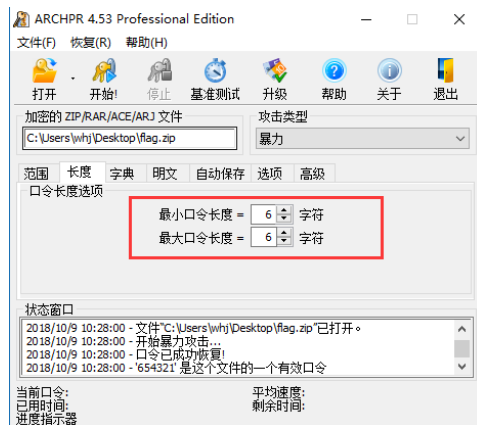 ARCHPR 4.53 Professional Edition
文件(F) 恢复(R) 帮助(H)
打开 开始! 停止 基准测试 升级 帮助 关于 退出
加密的 ZIP/RAR/ACE/ARJ 文件 攻击类型
C:\Users\whj\Desktop\flag.zip 暴力
范围 长度 字典 明文 自动保存 选项 高级
口令长度选项
最小口令长度 = 6 字符
最大口令长度 = 6 字符
状态窗口
2018/10/9 10:28:00 - 文件"C:\Users\whj\Desktop\flag.zip"已打开。
2018/10/9 10:28:00 - 开始暴力攻击...
2018/10/9 10:28:00 - 口令已成功恢复!
2018/10/9 10:28:00 - '654321' 是这个文件的一个有效口令
当前口令: 平均速度:
已用时间: 剩余时间:
进度指示器